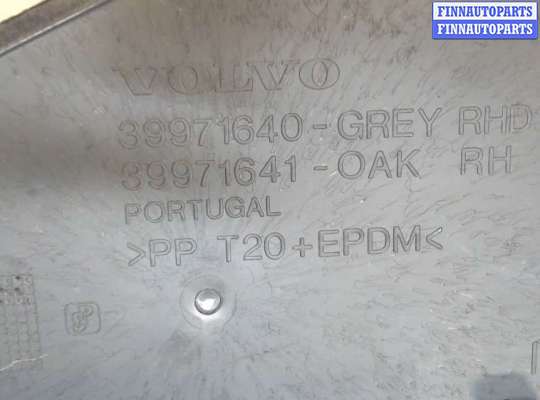 FINNAUTOPARTS
FINNAUTOPARTS
VOLVO
39971640-GREY RHD
39971641-OAK RH
PORTUGAL
>PP T20+EPDM<